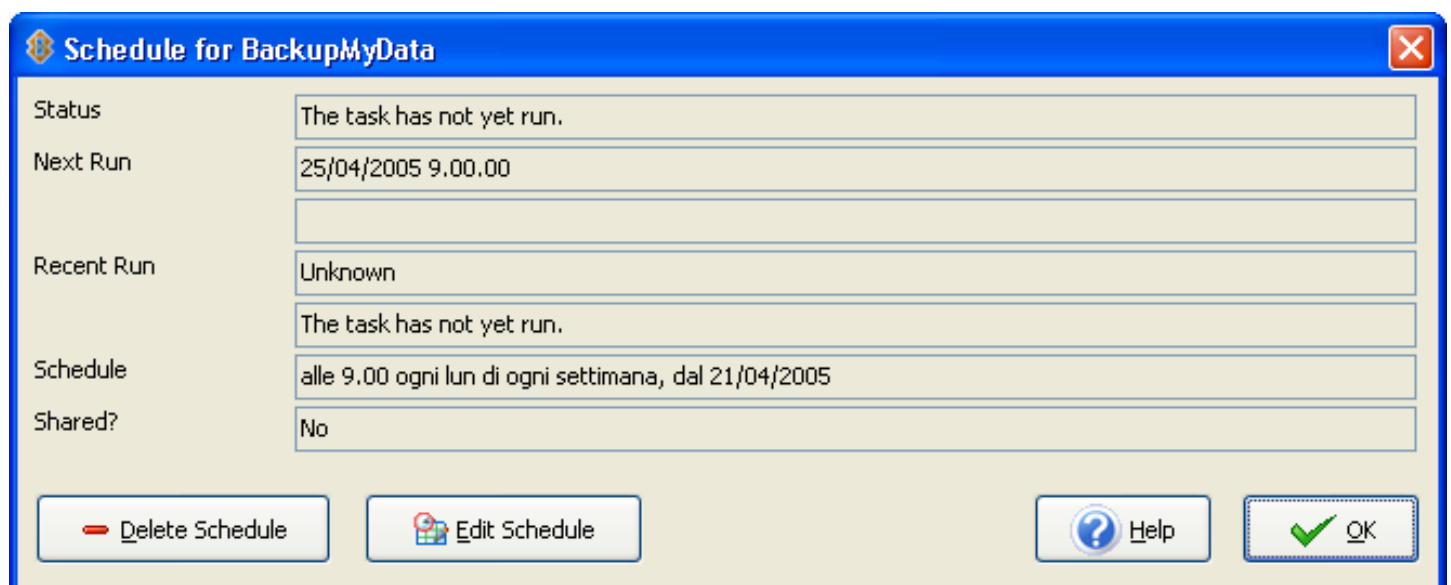 Schedule for BackupMyData
Status The task has not yet run.
Next Run 25/04/2005 9.00.00
Recent Run Unknown
The task has not yet run.
Schedule alle 9.00 ogni lun di ogni settimana, dal 21/04/2005
Shared? No
Delete Schedule Edit Schedule Help OK